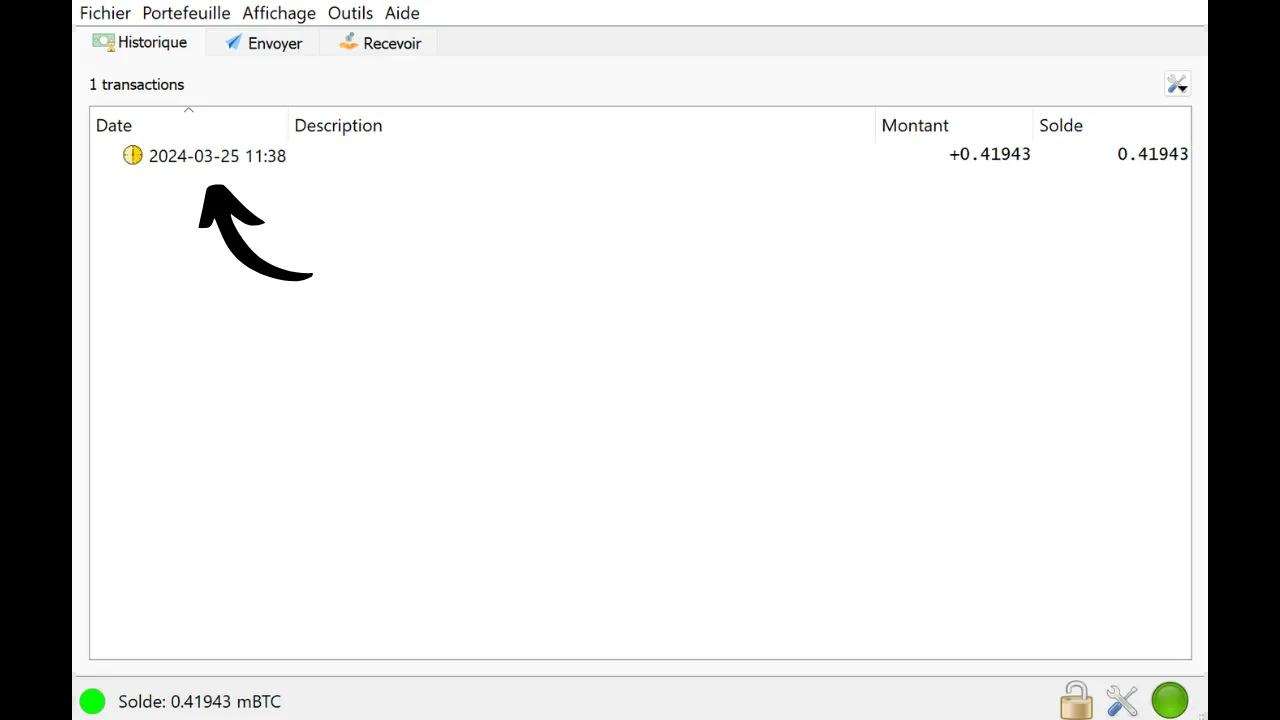 Fichier Portefeuille Affichage Outils Aide
Historique Envoyer Recevoir
1 transactions
Date Description Montant Solde
2024-03-25 11:38 +0.41943 0.41943
Solde: 0.41943 mBTC